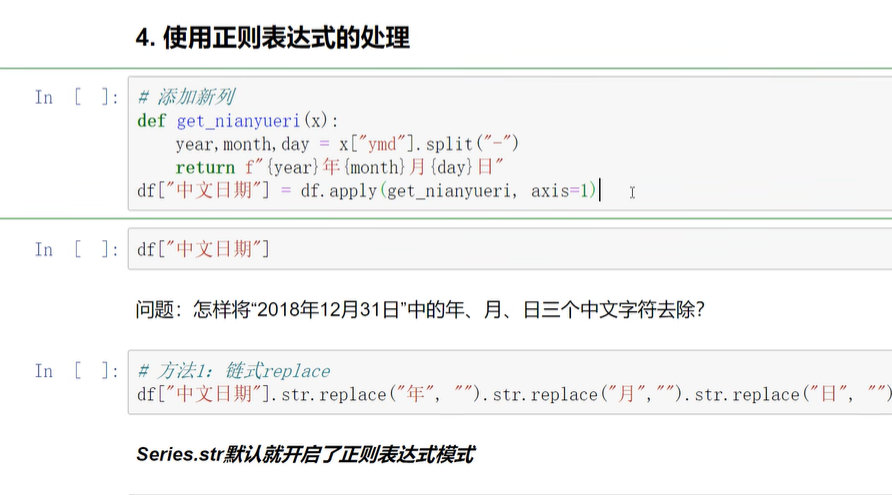 4. 使用正则表达式的处理
In [ ]: # 添加新列
def get_nianyueri(x):
year,month,day = x["ymd"].split("-")
return f"{year}年{month}月{day}日"
df["中文日期"] = df.apply(get_nianyueri, axis=1)
In [ ]: df["中文日期"]
问题：怎样将“2018年12月31日”中的年、月、日三个中文字符去除？
In [ ]: # 方法1：链式replace
df["中文日期"].str.replace("年", "").str.replace("月","").str.replace("日", "")
Series.str默认就开启了正则表达式模式